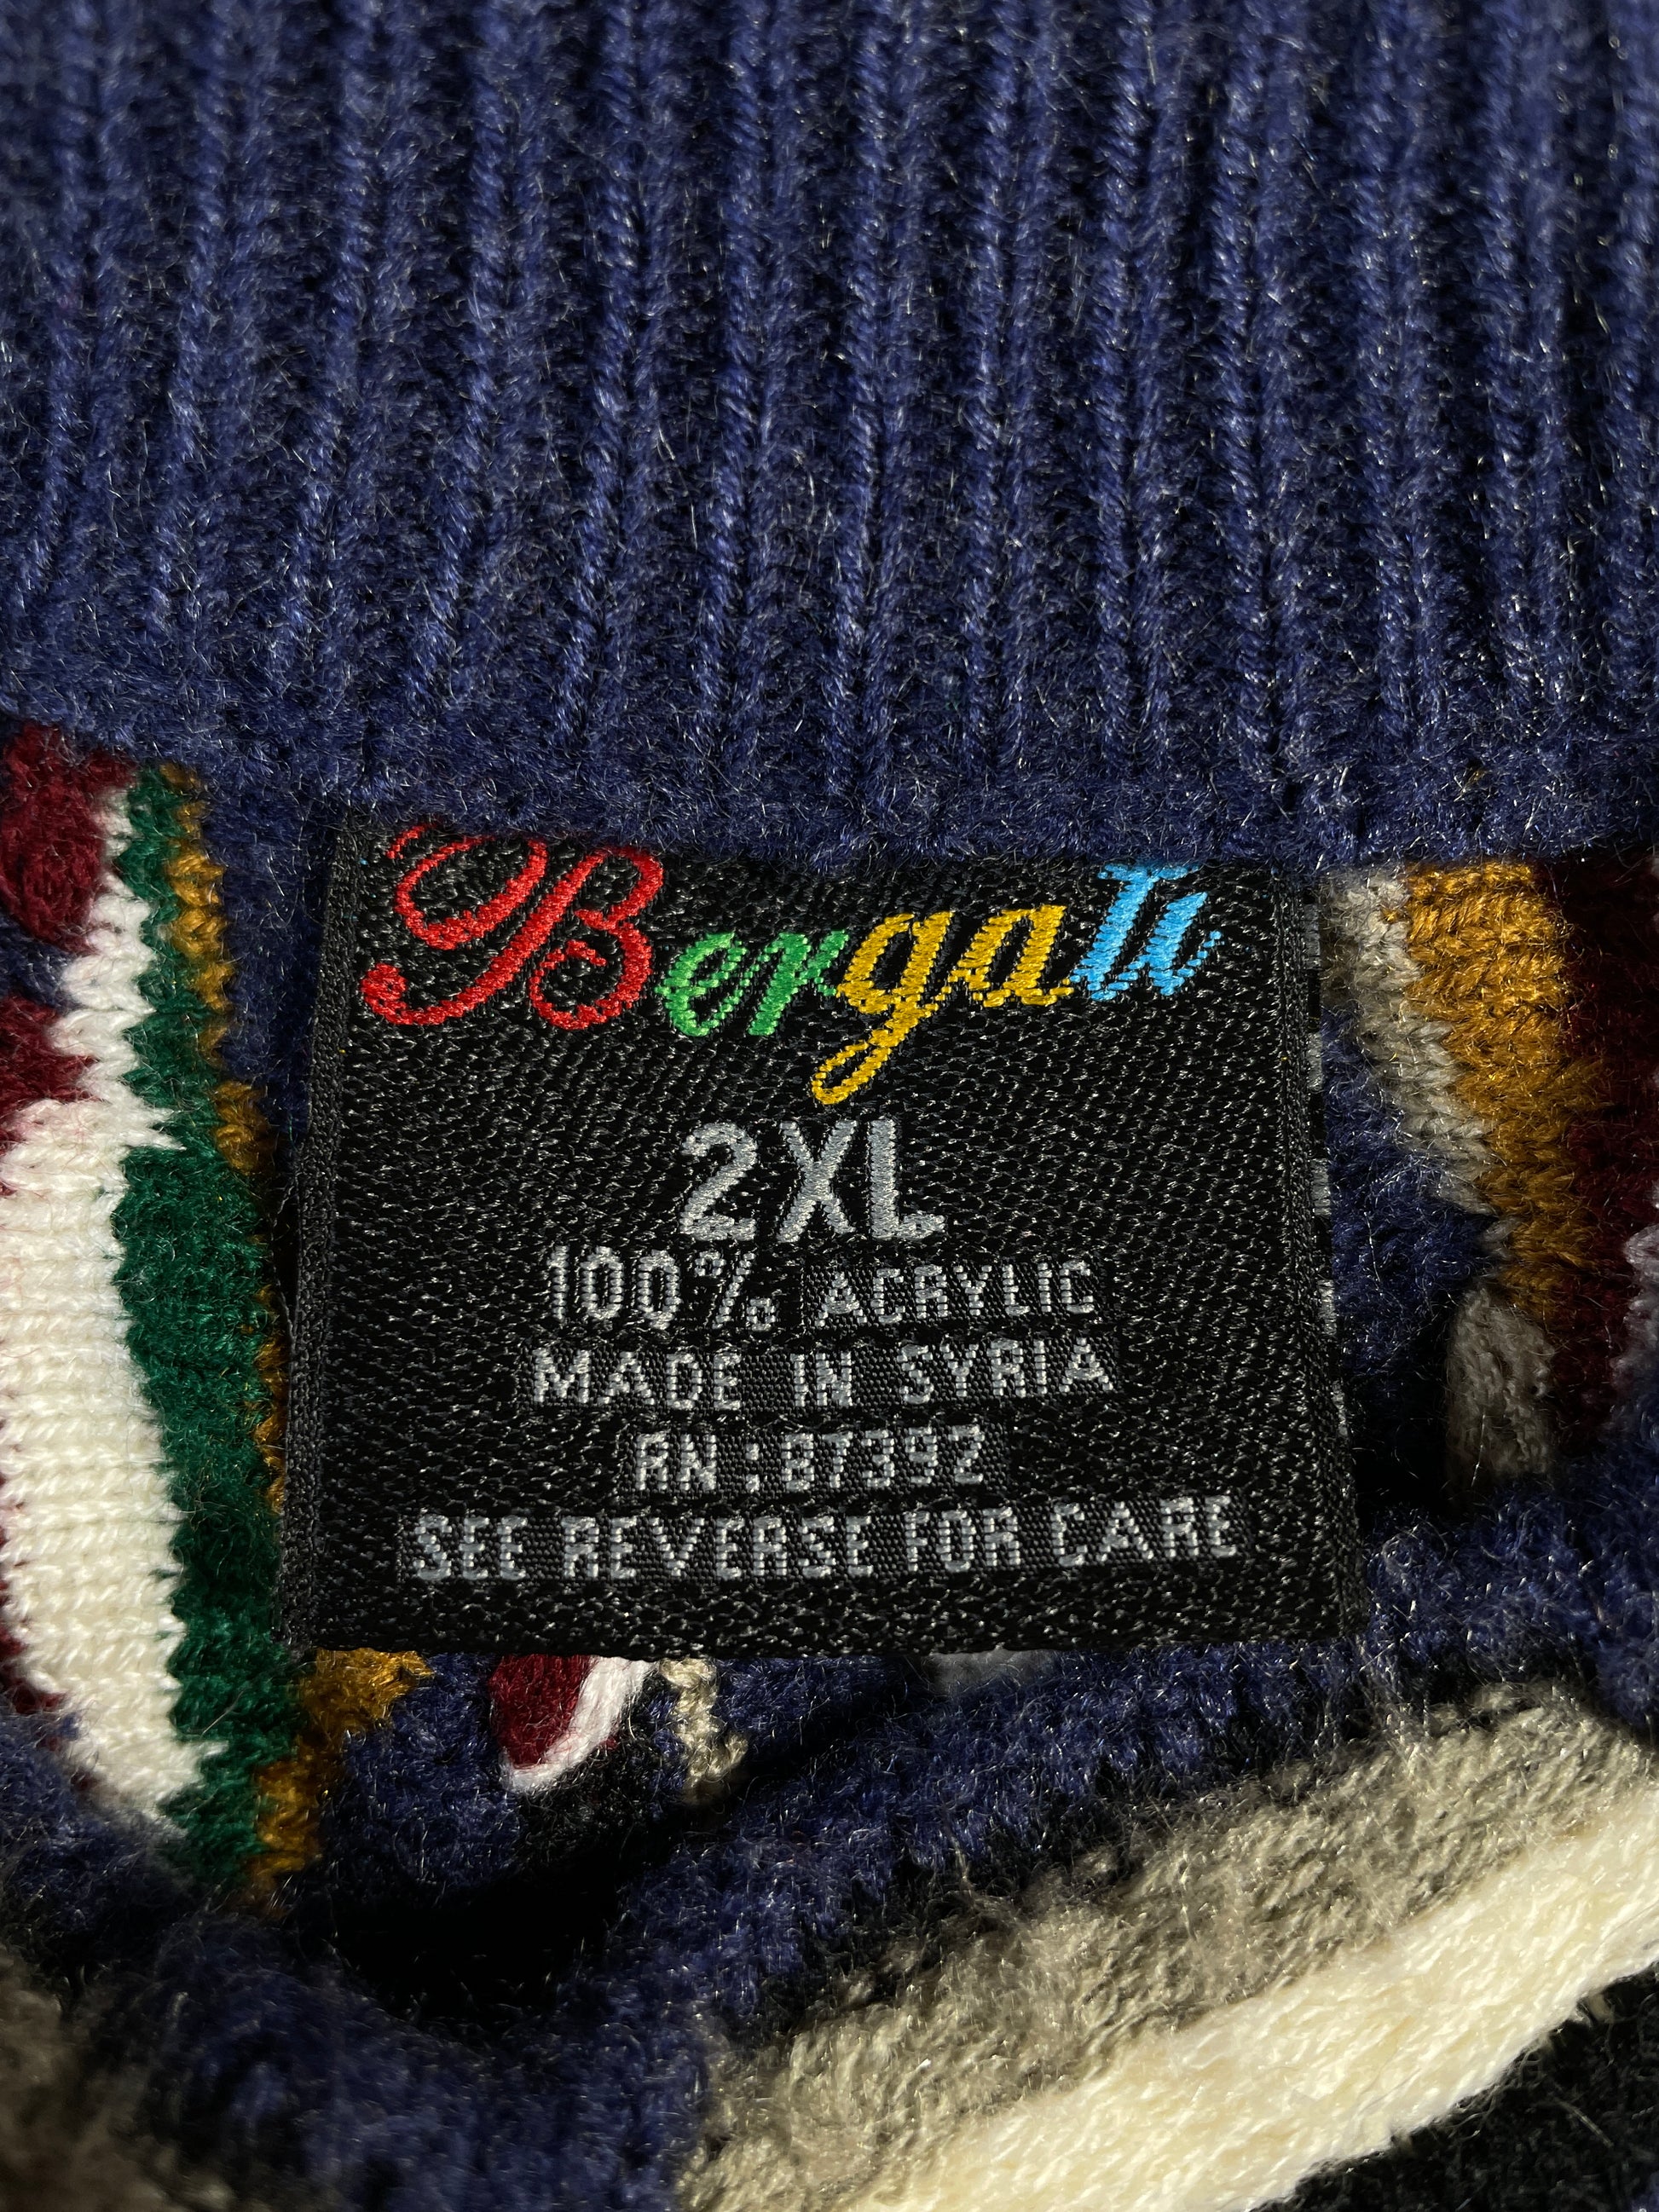 Bergati
2XL
100% ACRYLIC
MADE IN SYRIA
RN:87392
SEE REVERSE FOR CARE